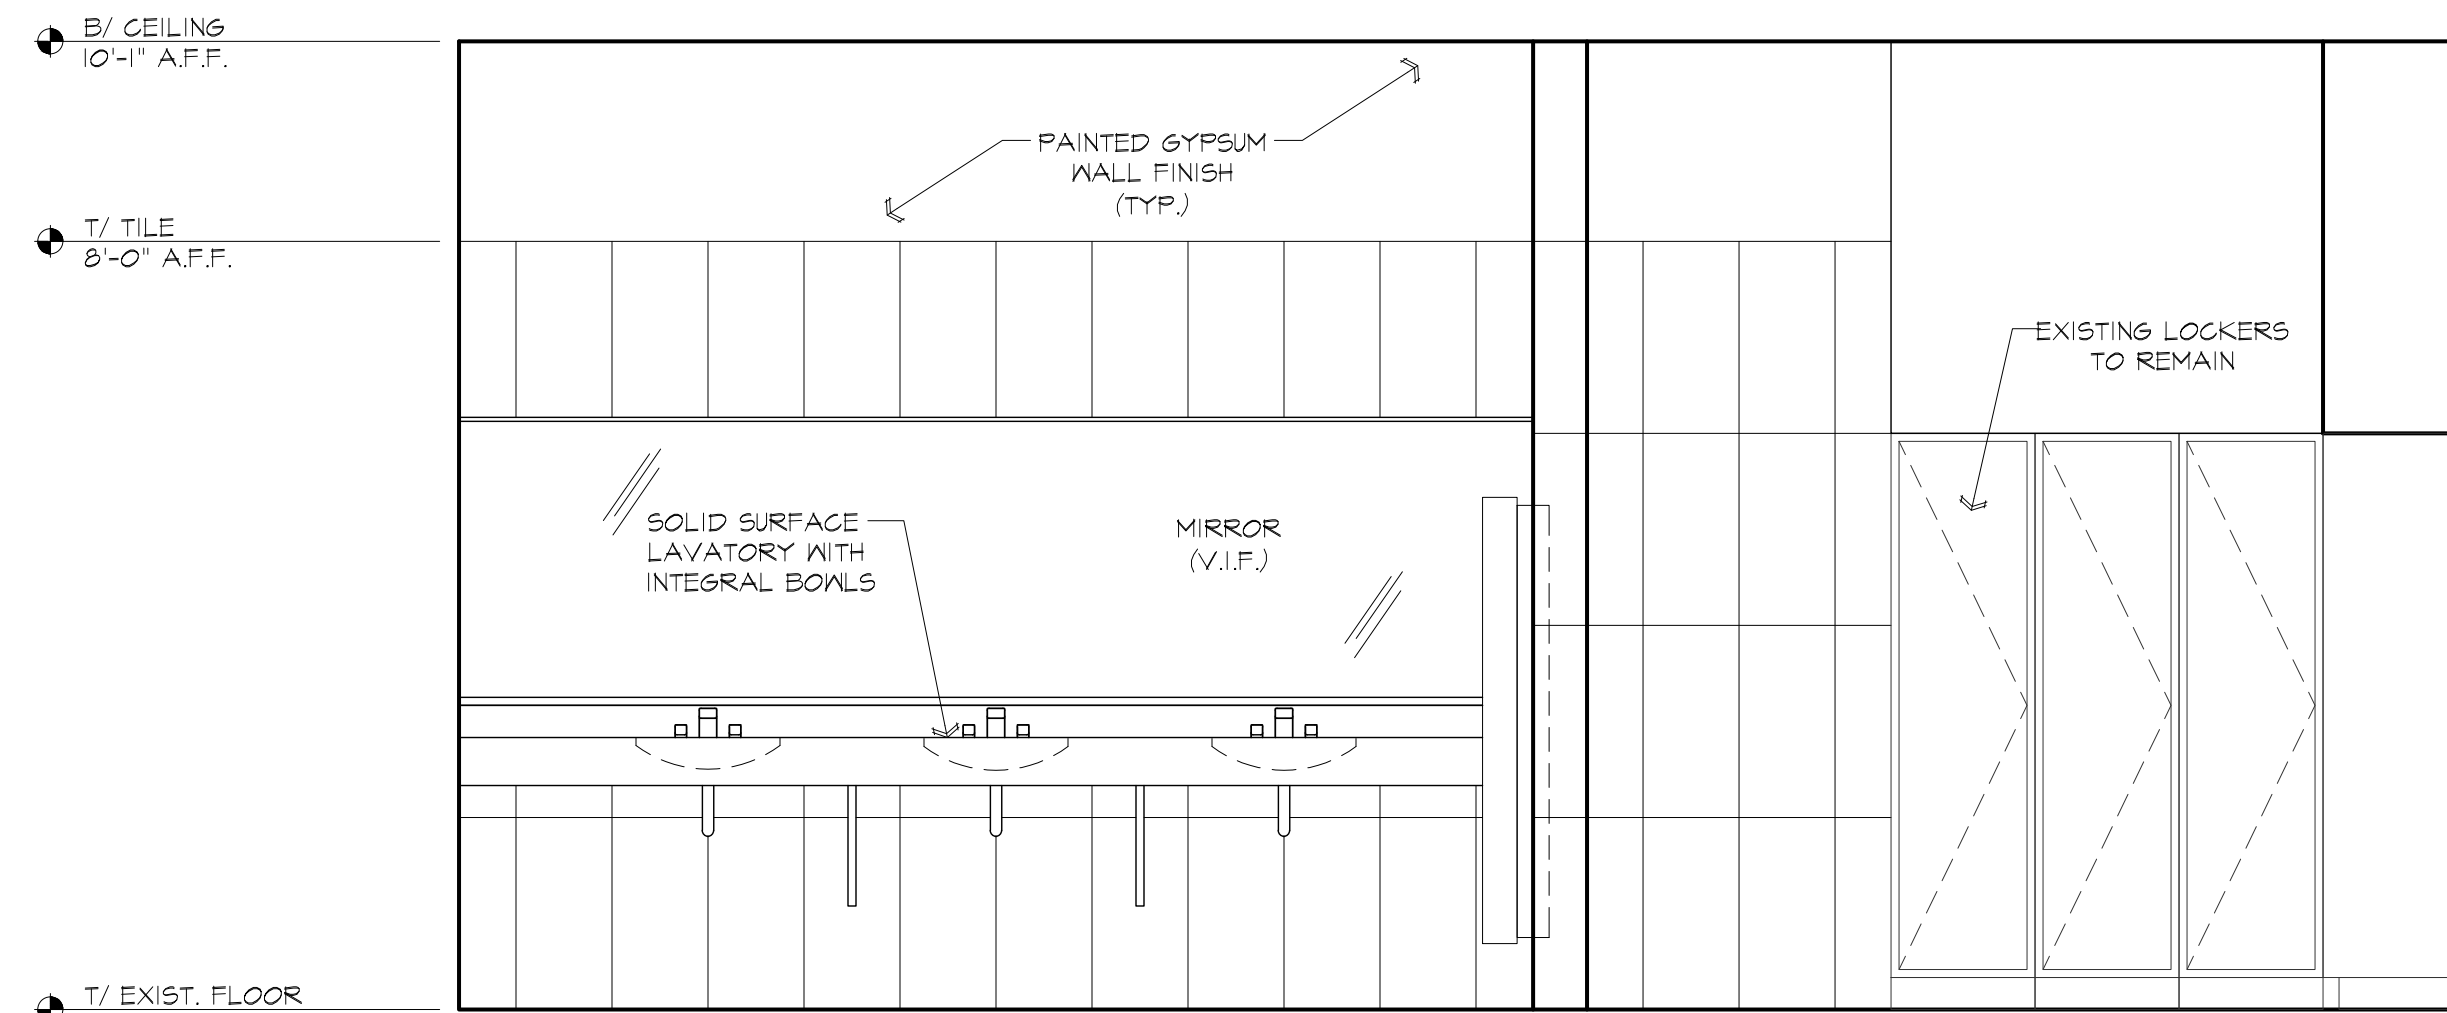 B/ CEILING
10'-1" A.F.F.
PAINTED GYPSUM
WALL FINISH
(TYP.)
T/ TILE
8'-0" A.F.F.
EXISTING LOCKERS
TO REMAIN
SOLID SURFACE
LAVATORY WITH
INTEGRAL BOWLS
MIRROR
(V.I.F.)
T/ EXIST. FLOOR